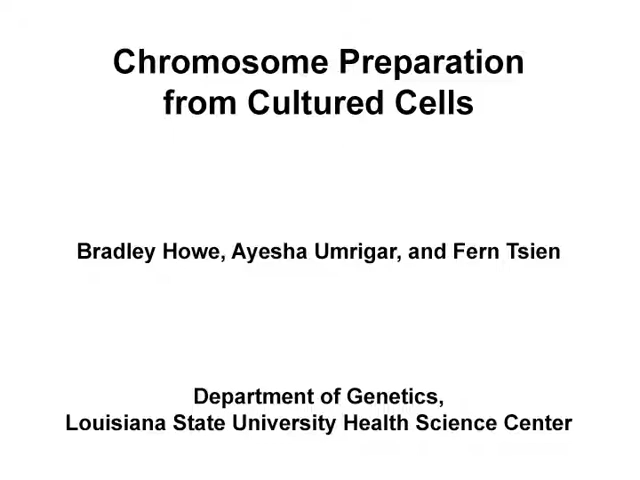 Chromosome Preparation
from Cultured Cells
Bradley Howe, Ayesha Umrigar, and Fern Tsien
Department of Genetics,
Louisiana State University Health Science Center